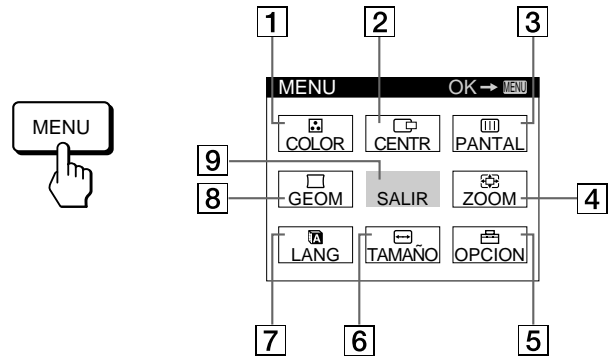 1 2 3
MENU OK → MENU
MENU
COLOR CENTR PANTAL
9
8 GEOM SALIR ZOOM 4
LANG TAMAÑO OPCION
7 6 5